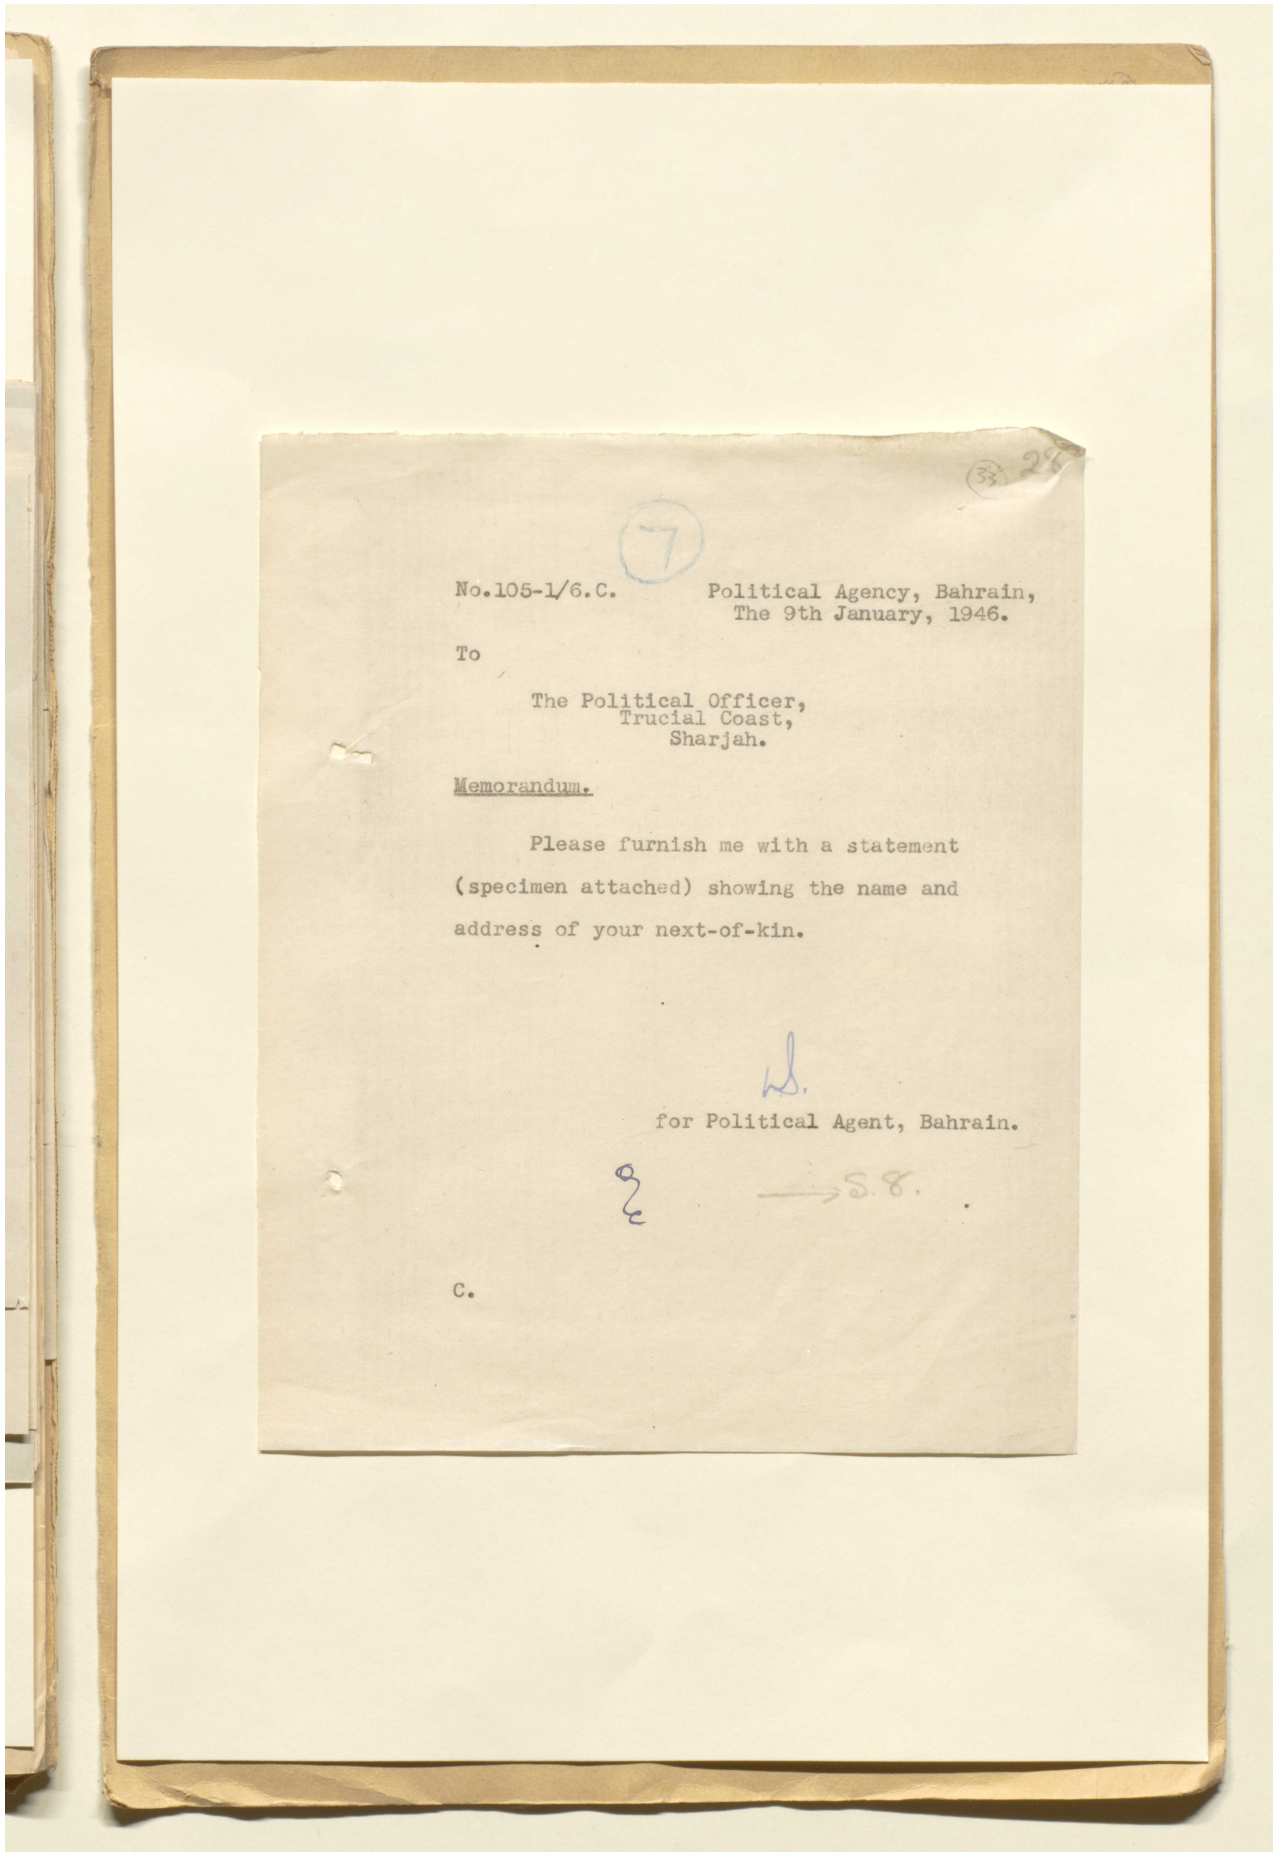 33 28
7
No.105-1/6.C. Political Agency, Bahrain,
The 9th January, 1946.
To
The Political Officer,
Trucial Coast,
Sharjah.
Memorandum.
Please furnish me with a statement
(specimen attached) showing the name and
address of your next-of-kin.
for Political Agent, Bahrain.
S.8.
C.